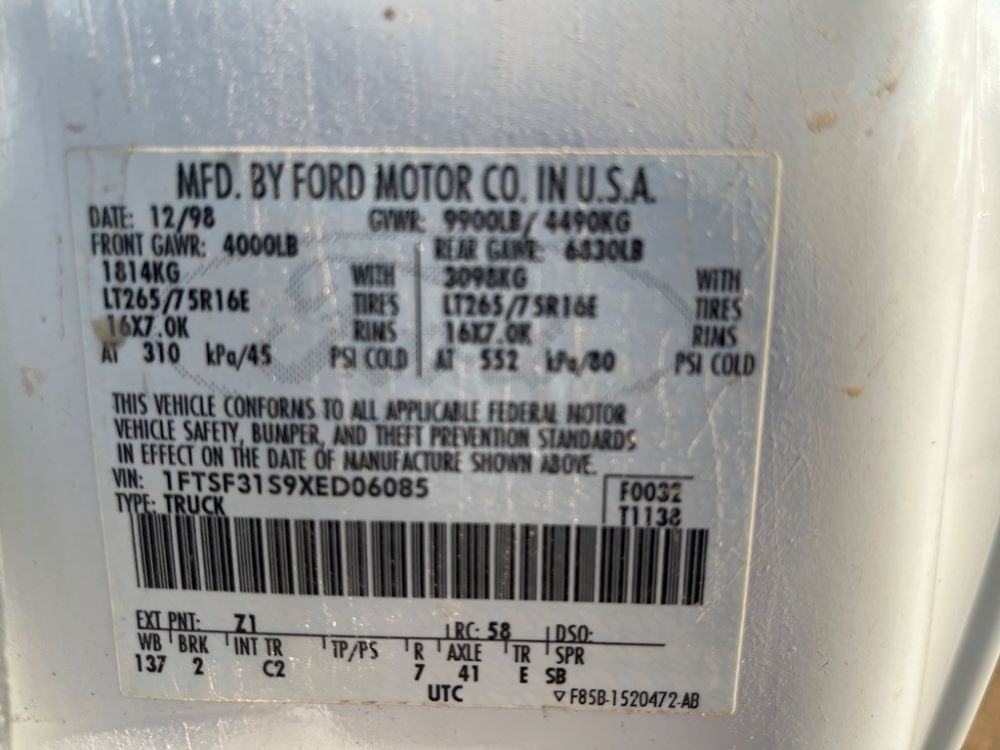 MFD. BY FORD MOTOR CO. IN U.S.A.
DATE: 12/98 GVWR: 9900LB/ 4490KG
FRONT GAWR: 4000LB REAR GAWR: 6830LB
1814KG WITH 3098KG WITH
LT265/75R16E TIRES LT265/75R16E TIRES
16X7.0K RIMS 16X7.0K RIMS
AT 310 kPa/45 PSI COLD AT 552 kPa/80 PSI COLD
THIS VEHICLE CONFORMS TO ALL APPLICABLE FEDERAL MOTOR
VEHICLE SAFETY, BUMPER, AND THEFT PREVENTION STANDARDS
IN EFFECT ON THE DATE OF MANUFACTURE SHOWN ABOVE.
VIN: 1FTSF31S9XED06085 F0032
TYPE: TRUCK T1138
EXT PNT: Z1 RC: 58 DSO:
WB BRK INT TR TP/PS R AXLE TR SPR
137 2 C2 7 41 E SB
UTC ▽F85B-1520472-AB